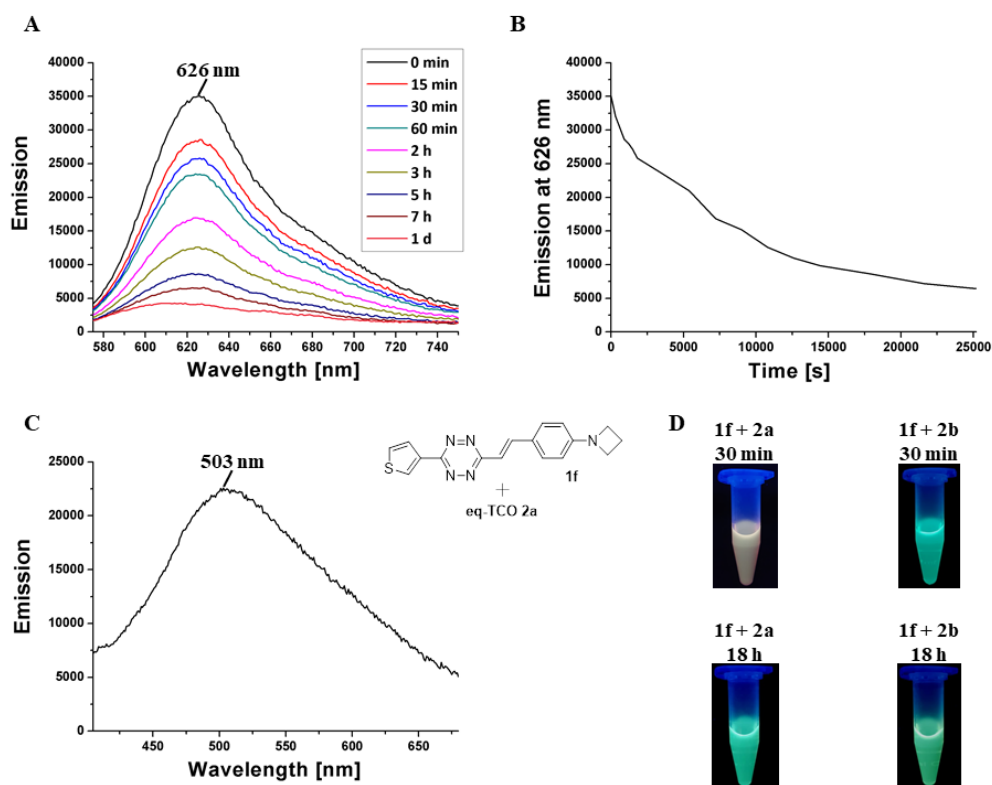 A
626 nm
40000
35000
30000
25000
20000
15000
10000
5000
0
Emission
580 600 620 640 660 680 700 720 740
Wavelength [nm]
0 min
15 min
30 min
60 min
2 h
3 h
5 h
7 h
1 d
B
40000
35000
30000
25000
20000
15000
10000
5000
0
Emission at 626 nm
0 5000 10000 15000 20000 25000
Time [s]
C
503 nm
25000
20000
15000
10000
5000
0
Emission
450 500 550 600 650
Wavelength [nm]
N N
N
S
N N
1f
+
eq-TCO 2a
D
1f + 2a
30 min
1f + 2b
30 min
1f + 2a
18 h
1f + 2b
18 h